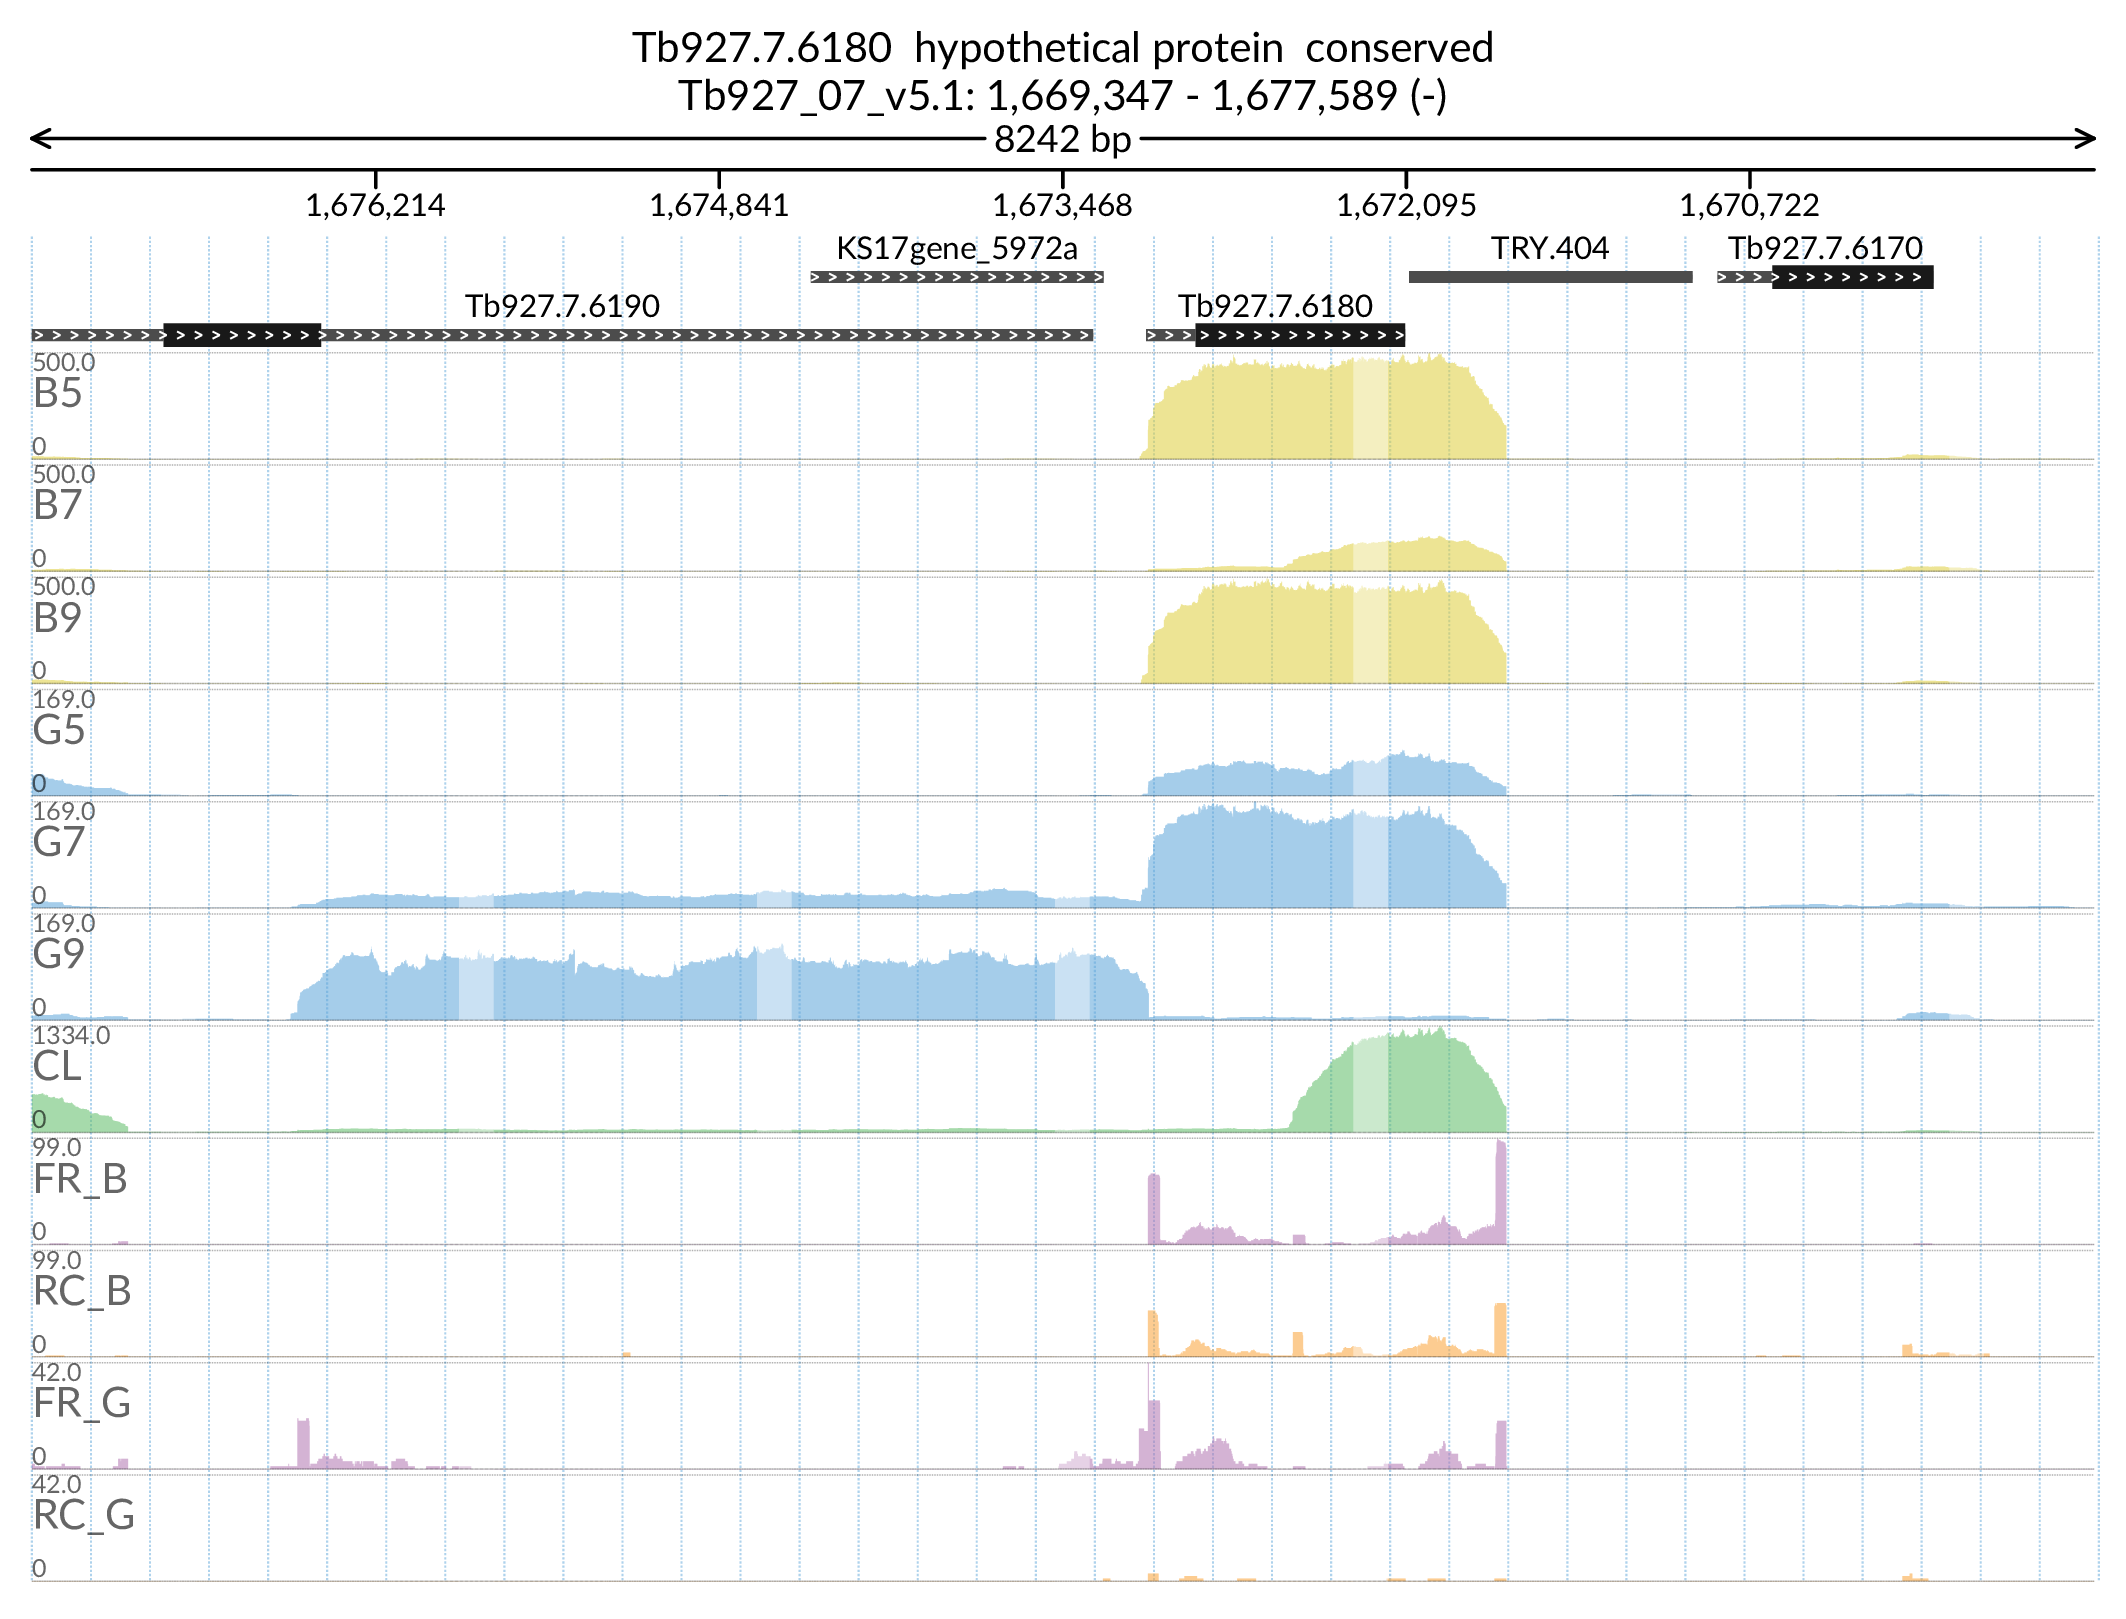 Tb927.7.6180  hypothetical protein  conserved
Tb927_07_v5.1: 1,669,347 - 1,677,589 (-)
8242 bp
1,676,214 1,674,841 1,673,468 1,672,095 1,670,722
KS17gene_5972a TRY.404 Tb927.7.6170
Tb927.7.6190 Tb927.7.6180
500.0
B5
0
500.0
B7
0
500.0
B9
0
169.0
G5
0
169.0
G7
0
169.0
G9
0
1334.0
CL
0
99.0
FR_B
0
99.0
RC_B
0
42.0
FR_G
0
42.0
RC_G
0